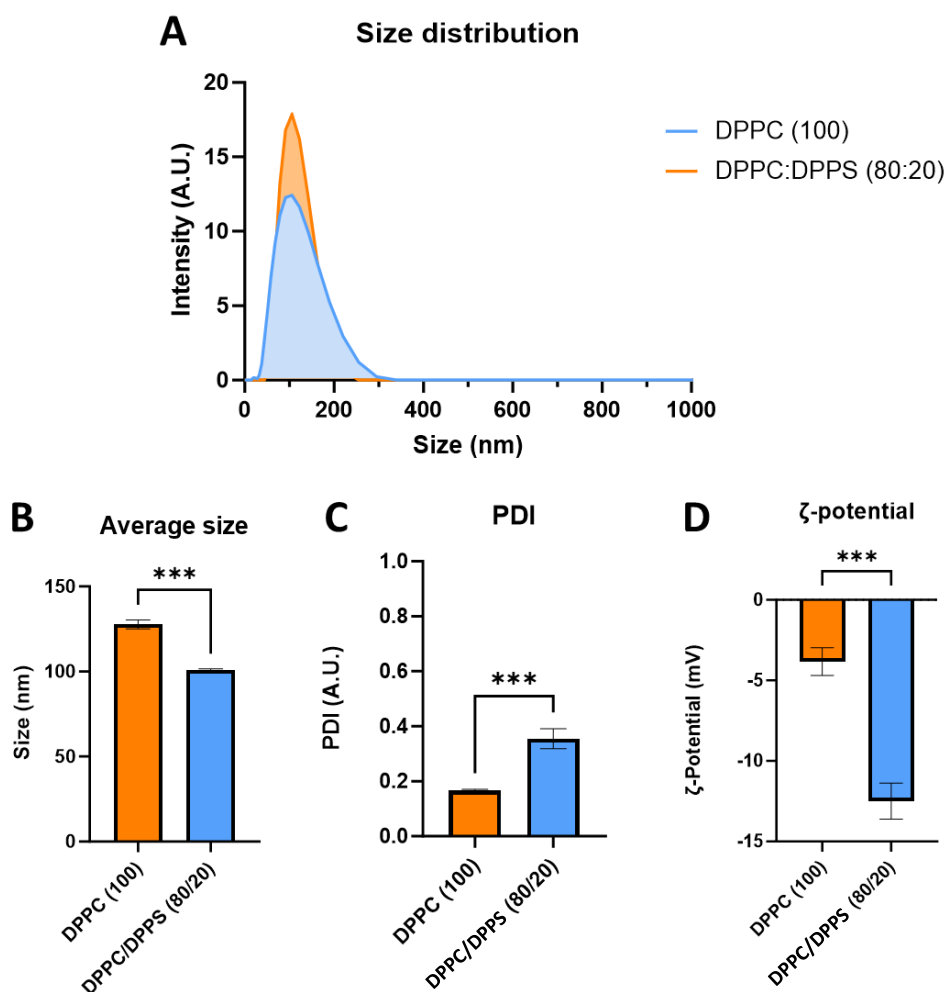 A
Size distribution
20
15
10
5
0
Intensity (A.U.)
0
200
400
600
800
1000
Size (nm)
DPPC (100)
DPPC:DPPS (80:20)
B
Average size
***
150
100
50
0
Size (nm)
DPPC (100)
DPPC/DPPS (80/20)
C
PDI
***
1.0
0.8
0.6
0.4
0.2
0.0
PDI (A.U.)
DPPC (100)
DPPC/DPPS (80/20)
D
ζ-potential
***
0
-5
-10
-15
ζ-Potential (mV)
DPPC (100)
DPPC/DPPS (80/20)